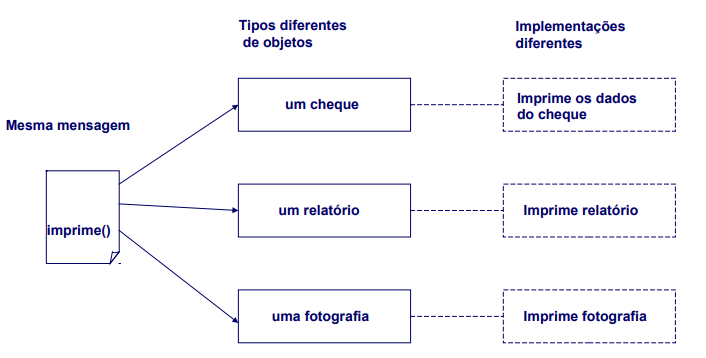 Tipos diferentes
de objetos
Implementações
diferentes
Mesma mensagem
imprime()
um cheque
Imprime os dados
do cheque
um relatório
Imprime relatório
uma fotografia
Imprime fotografia